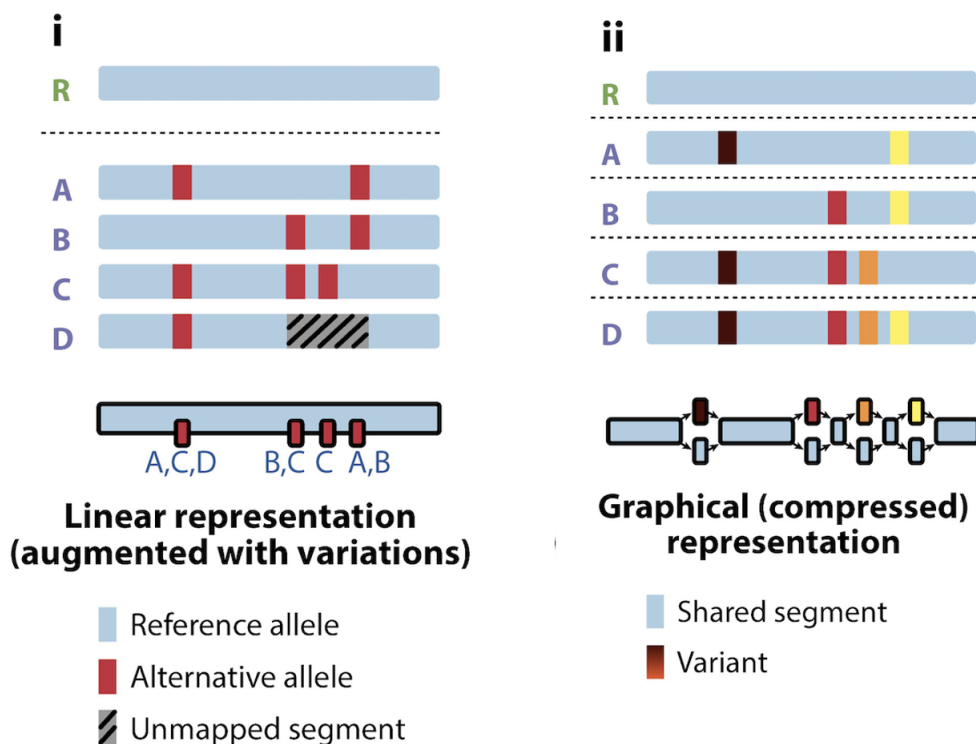 i
R
A
B
C
D
A,C,D B,C C A,B
Linear representation
(augmented with variations)
Reference allele
Alternative allele
Unmapped segment
ii
R
A
B
C
D
Graphical (compressed)
representation
Shared segment
Variant